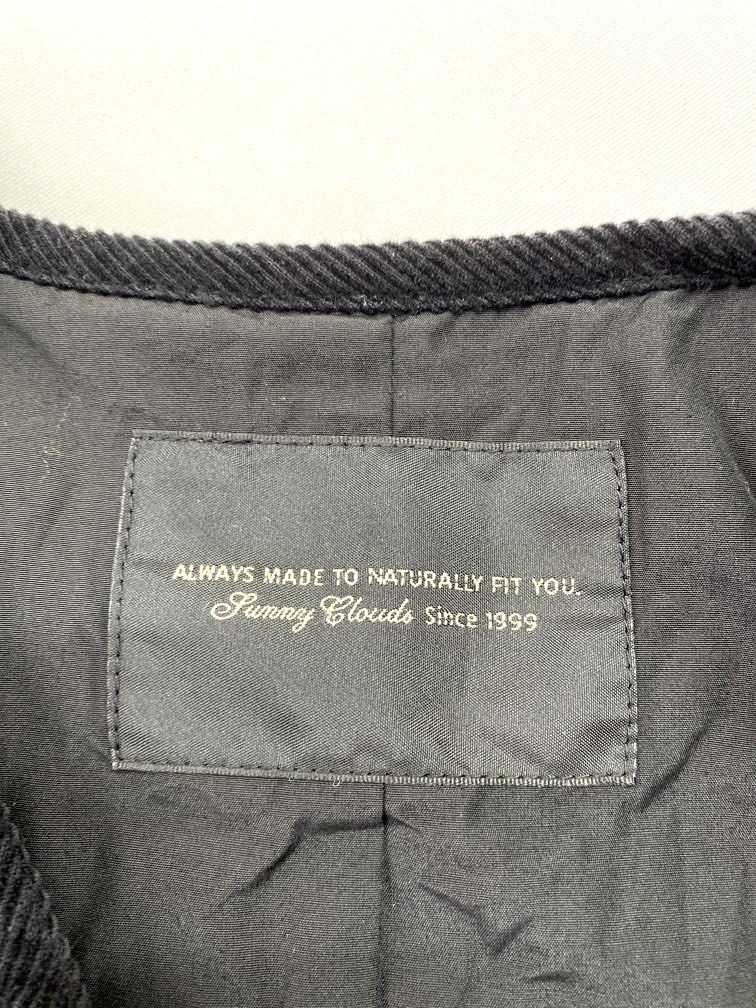 ALWAYS MADE TO NATURALLY FIT YOU.
Sunny Clouds Since 1999